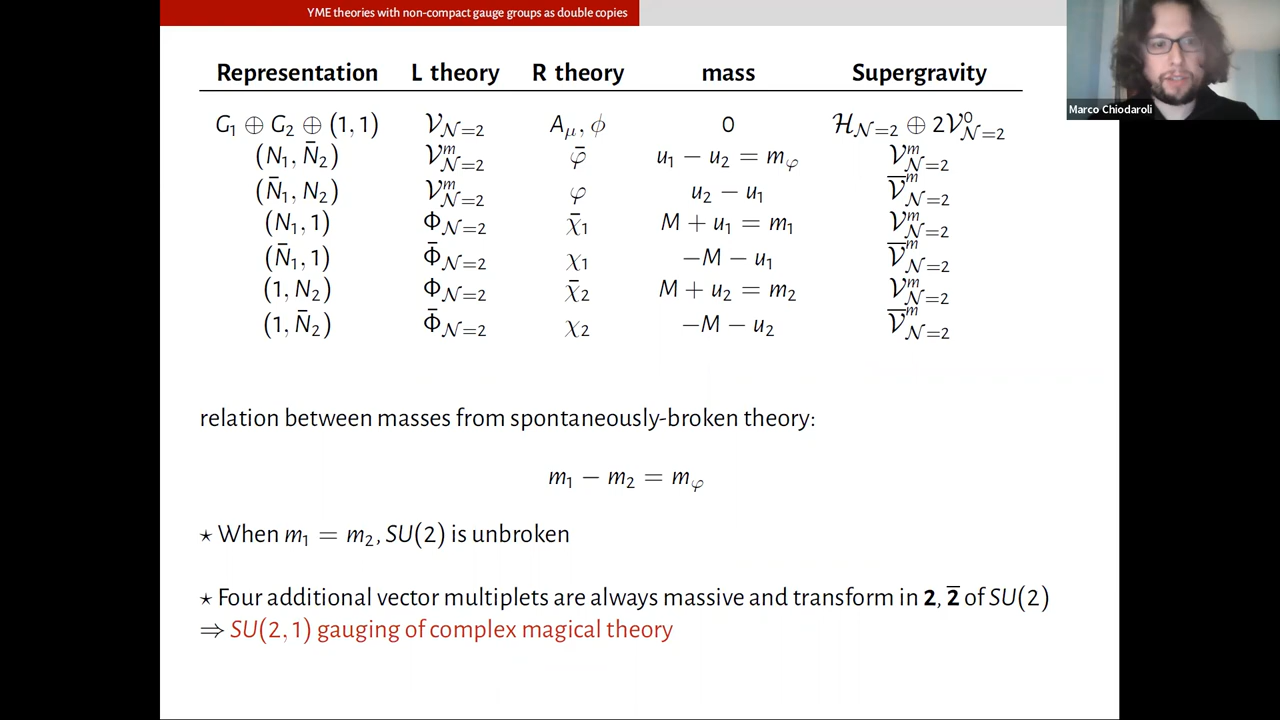 YME theories with non-compact gauge groups as double copies
Marco Chiodaroli
Representation L theory R theory mass Supergravity
G₁ ⊕ G₂ ⊕ (1, 1) 𝒱_{𝒩=2} A_μ, ϕ 0 ℋ_{𝒩=2} ⊕ 2𝒱⁰_{𝒩=2}
(N₁, N̄₂) 𝒱ᵐ_{𝒩=2} φ̄ u₁ − u₂ = m_φ 𝒱ᵐ_{𝒩=2}
(N̄₁, N₂) 𝒱ᵐ_{𝒩=2} φ u₂ − u₁ 𝒱̅ᵐ_{𝒩=2}
(N₁, 1) Φ_{𝒩=2} χ̄₁ M + u₁ = m₁ 𝒱ᵐ_{𝒩=2}
(N̄₁, 1) Φ̄_{𝒩=2} χ₁ −M − u₁ 𝒱̅ᵐ_{𝒩=2}
(1, N₂) Φ_{𝒩=2} χ̄₂ M + u₂ = m₂ 𝒱ᵐ_{𝒩=2}
(1, N̄₂) Φ̄_{𝒩=2} χ₂ −M − u₂ 𝒱̅ᵐ_{𝒩=2}
relation between masses from spontaneously-broken theory:
m₁ − m₂ = m_φ
⋆ When m₁ = m₂, SU(2) is unbroken
⋆ Four additional vector multiplets are always massive and transform in 2, 2̄ of SU(2)
⇒ SU(2, 1) gauging of complex magical theory